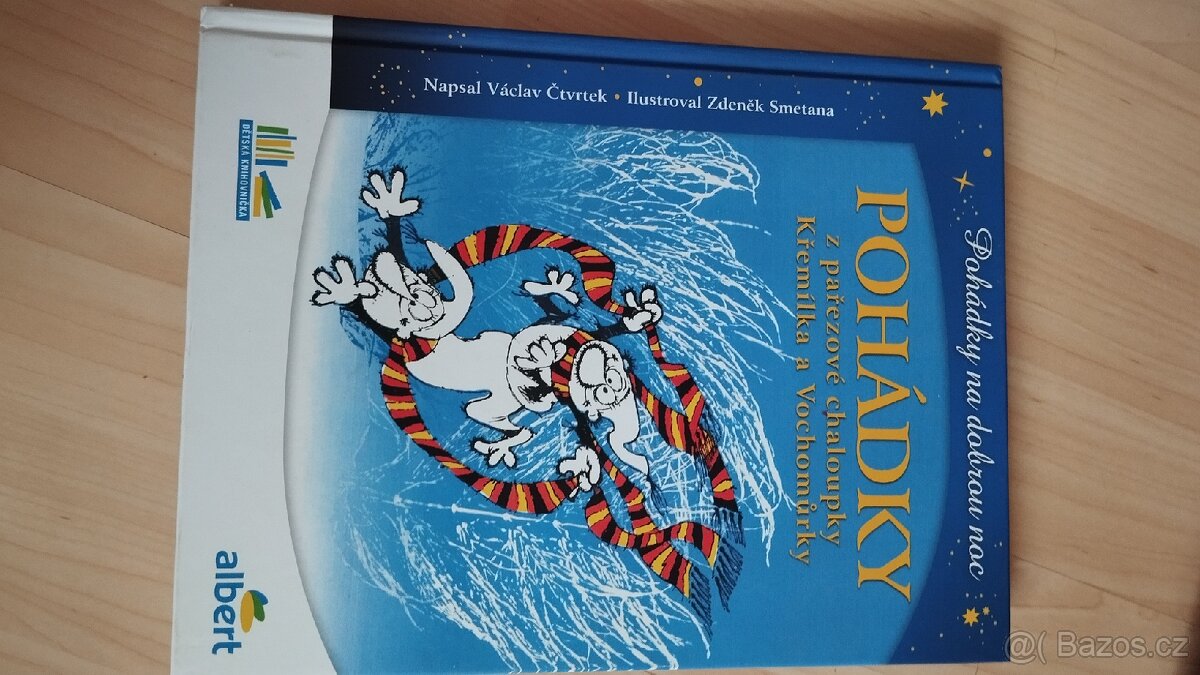 Pohádky na dobrou noc
POHÁDKY
z pařezové chaloupky
Křemílka a Vochomůrky
Napsal Václav Čtvrtek • Ilustroval Zdeněk Smetana
DĚTSKÁ KNIHOVNIČKA
albert
@( Bazos.cz